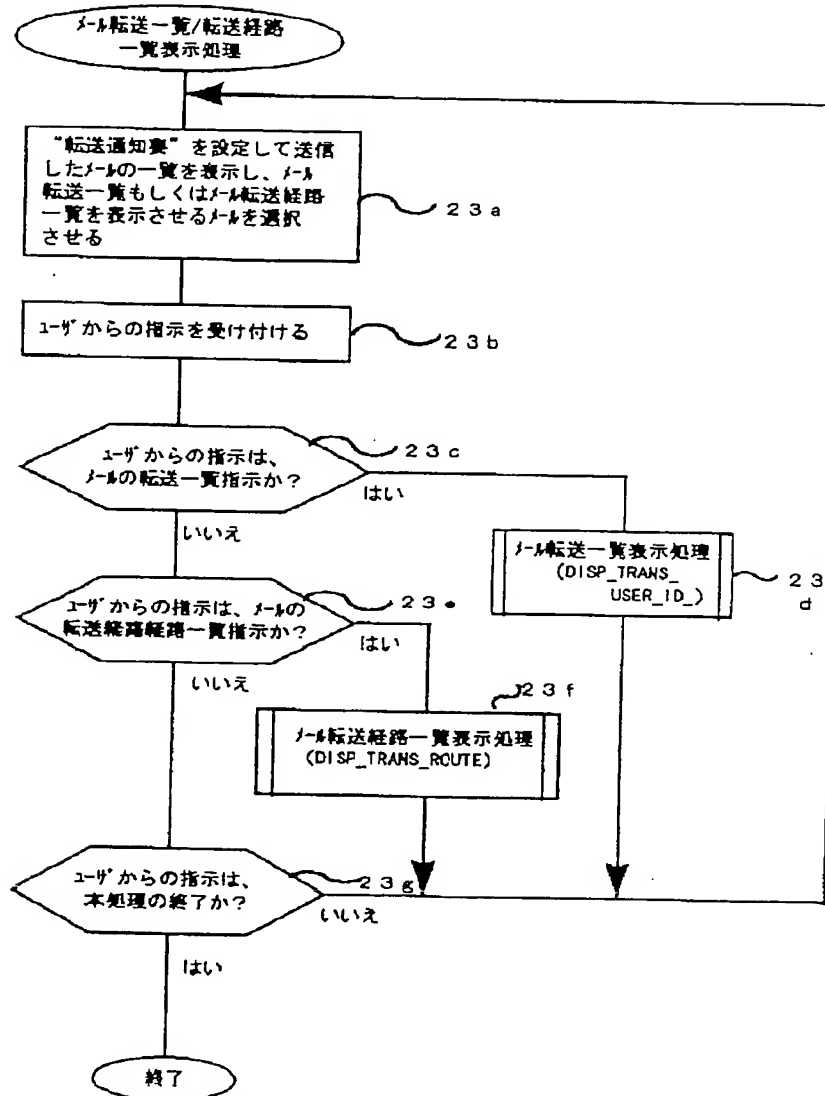 メール転送一覧/転送経路
一覧表示処理
“転送通知要”を設定して送信
したメールの一覧を表示し、メール
転送一覧もしくはメール転送経路
一覧を表示させるメールを選択
させる
23a
ユーザからの指示を受け付ける
23b
ユーザからの指示は、
メールの転送一覧指示か?
23c
はい
いいえ
メール転送一覧表示処理
(DISP_TRANS_
USER_ID_)
23
d
ユーザからの指示は、メールの
転送経路経路一覧指示か?
23e
はい
いいえ
23f
メール転送経路一覧表示処理
(DISP_TRANS_ROUTE)
ユーザからの指示は、
本処理の終了か?
23g
いいえ
はい
終了